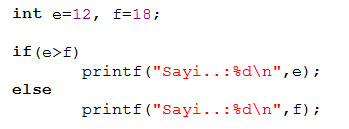 int e=12, f=18;
if(e>f)
printf("Sayi..:%d\n",e);
else
printf("Sayi..:%d\n",f);